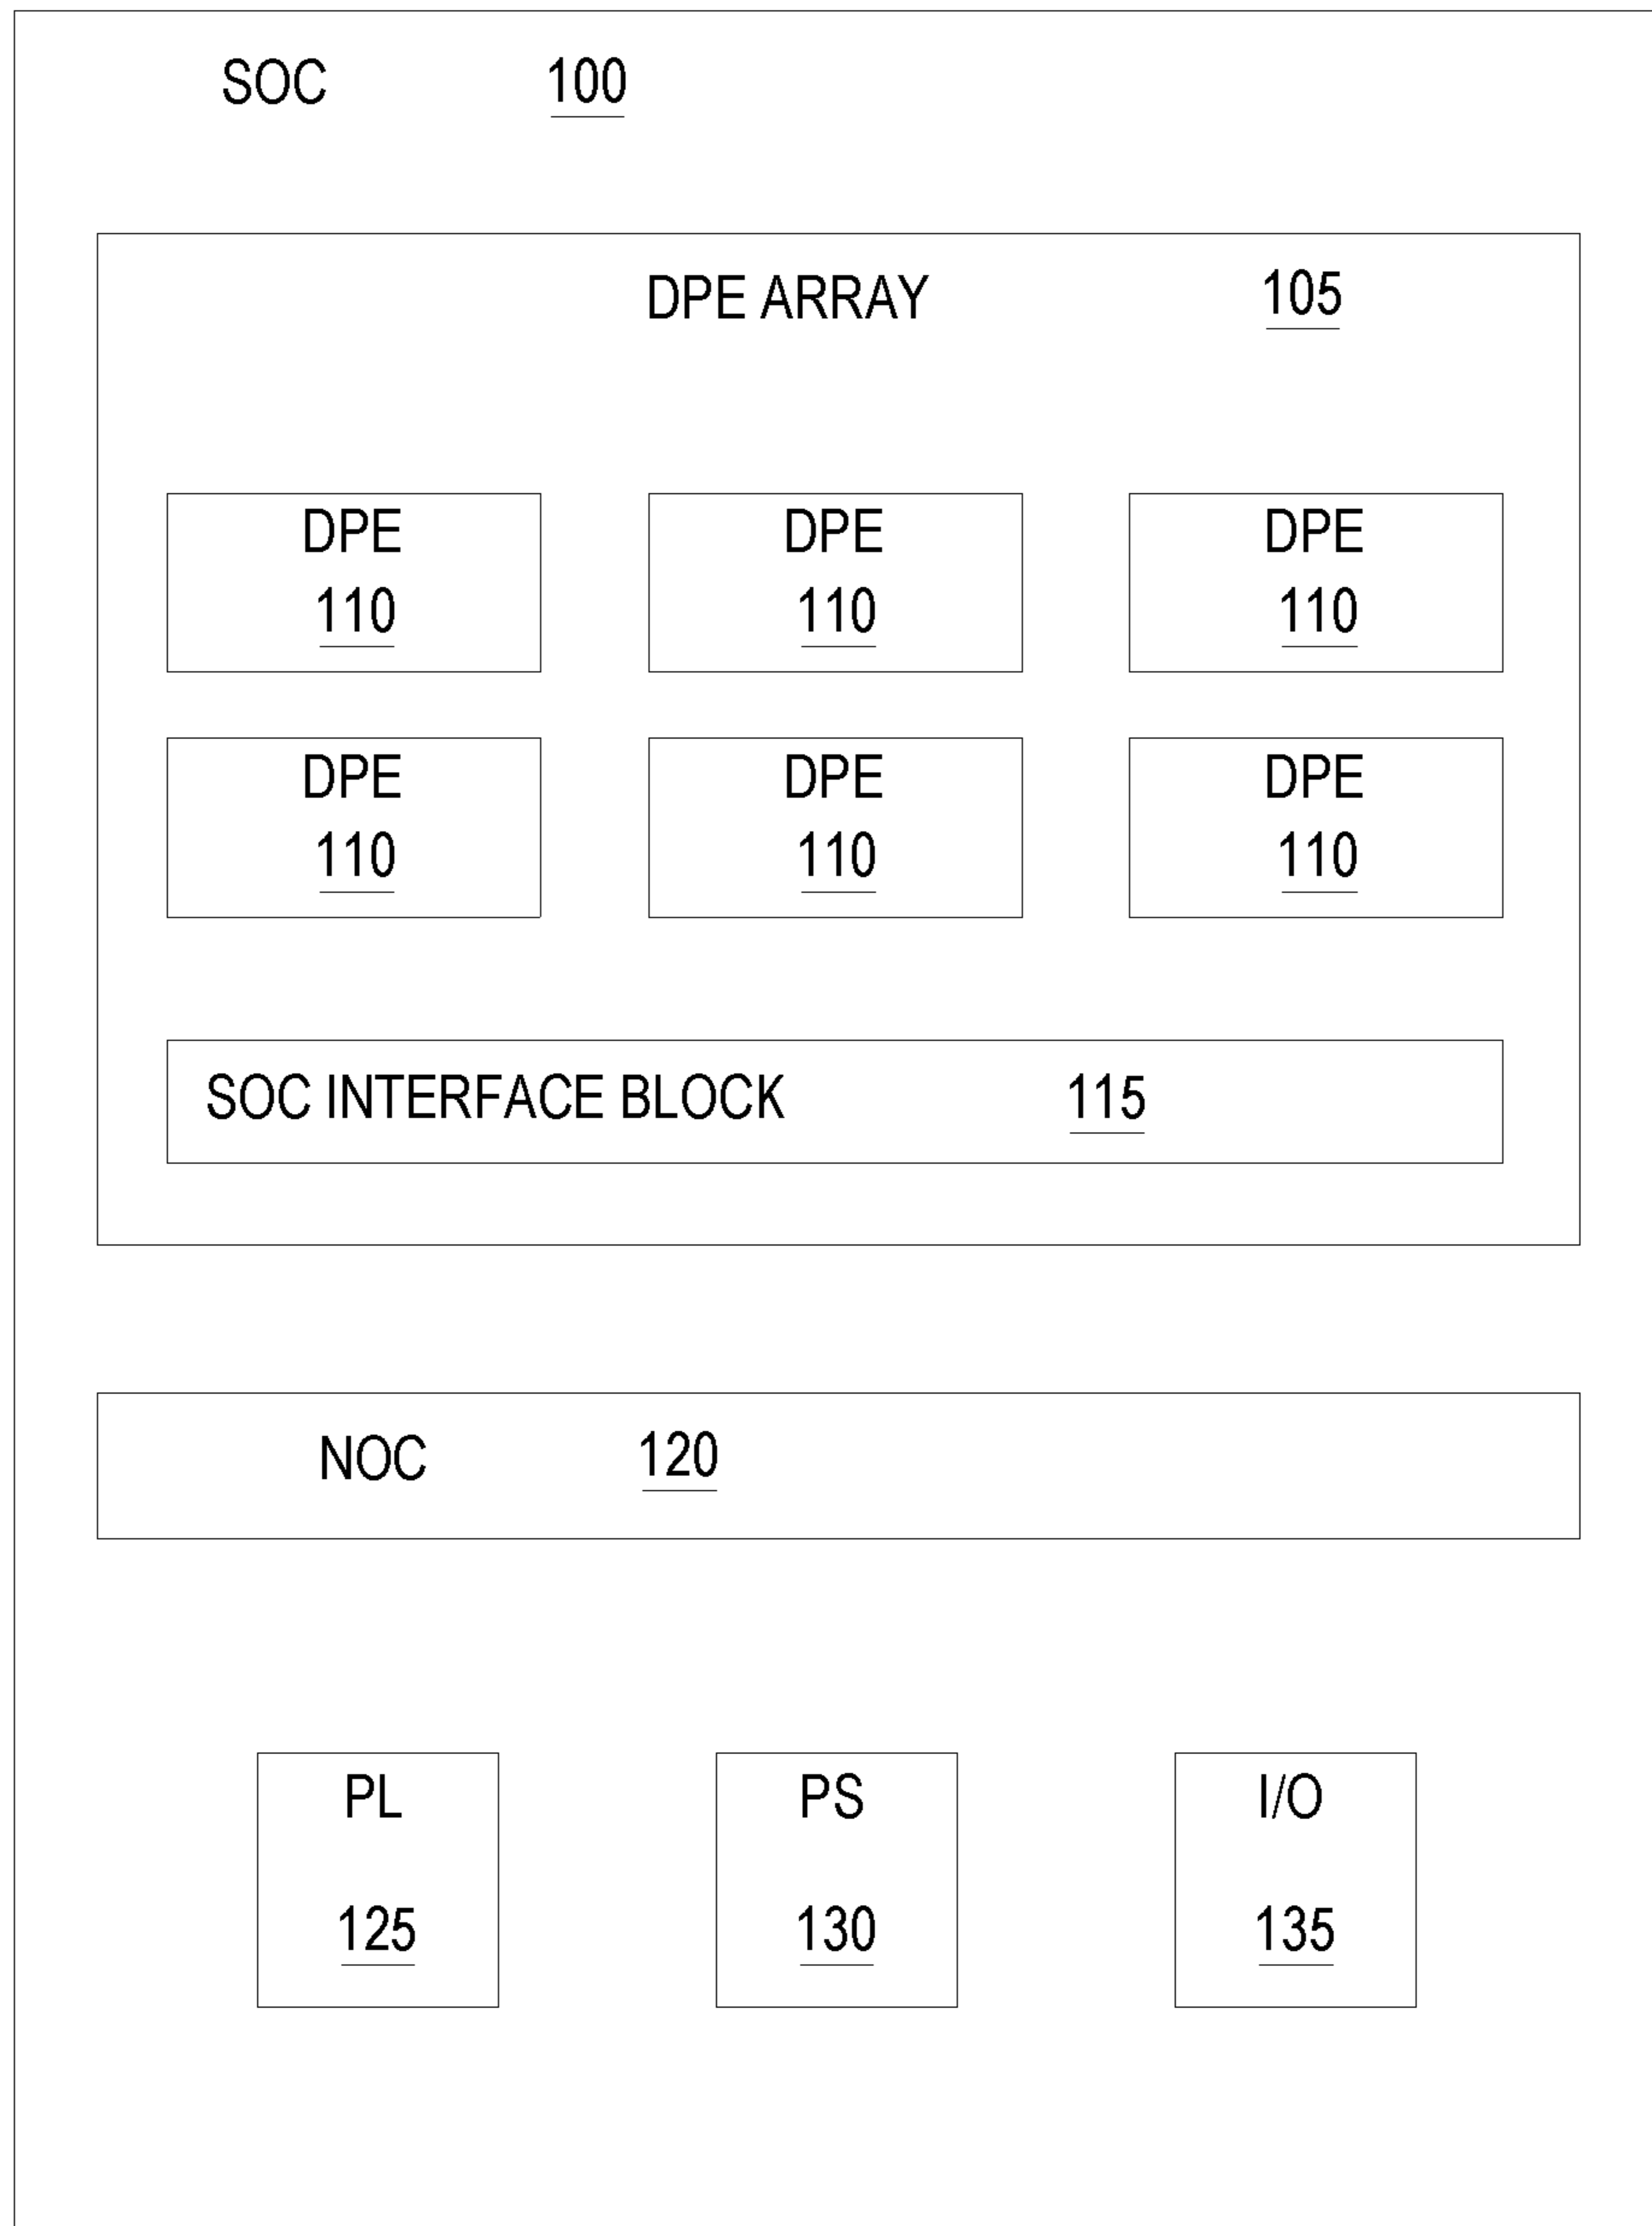 SOC 100
DPE ARRAY 105
DPE DPE DPE
110 110 110
DPE DPE DPE
110 110 110
SOC INTERFACE BLOCK 115
NOC 120
PL PS I/O
125 130 135